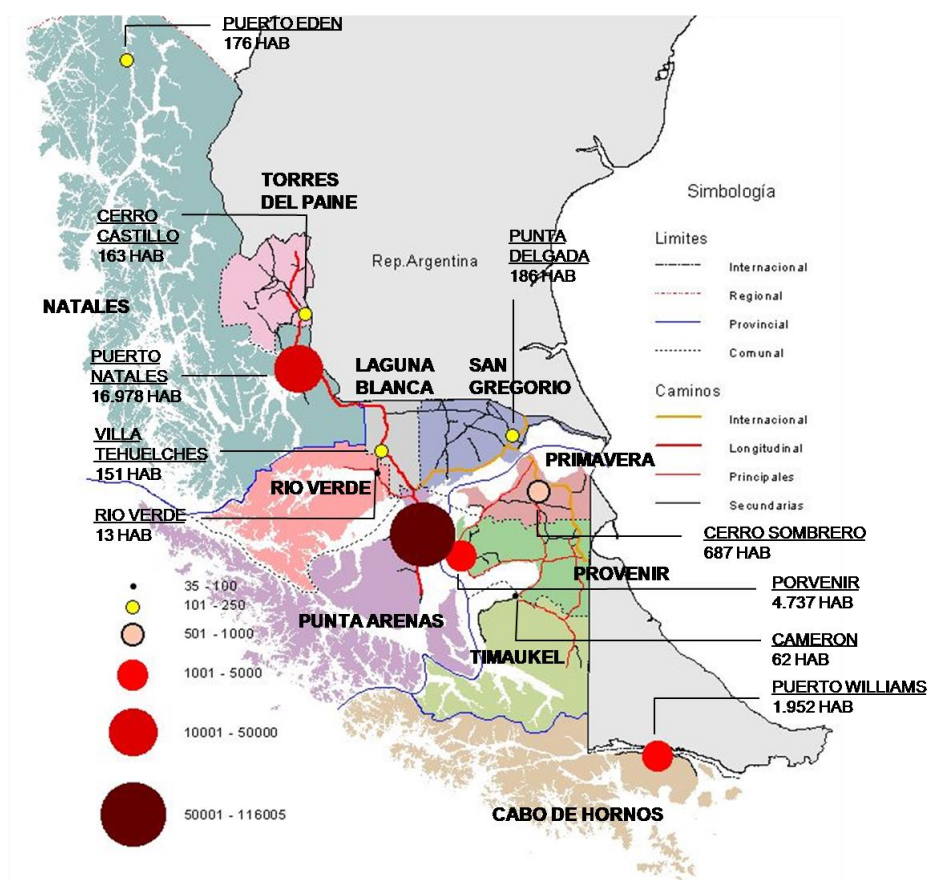 PUERTO EDEN
176 HAB
TORRES
DEL PAINE
CERRO
CASTILLO
163 HAB
PUNTA
DELGADA
186 HAB
Rep.Argentina
NATALES
PUERTO
NATALES
16.978 HAB
LAGUNA
BLANCA
SAN
GREGORIO
VILLA
TEHUELCHES
151 HAB
PRIMAVERA
RIO VERDE
RIO VERDE
13 HAB
CERRO SOMBRERO
687 HAB
PROVENIR
PORVENIR
4.737 HAB
PUNTA ARENAS
TIMAUKEL
CAMERON
62 HAB
PUERTO WILLIAMS
1.952 HAB
CABO DE HORNOS
Simbología
Limites
Internacional
Regional
Provincial
Comunal
Caminos
Internacional
Longitudinal
Principales
Secundarias
35 - 100
101 - 250
501 - 1000
1001 - 5000
10001 - 50000
50001 - 116005